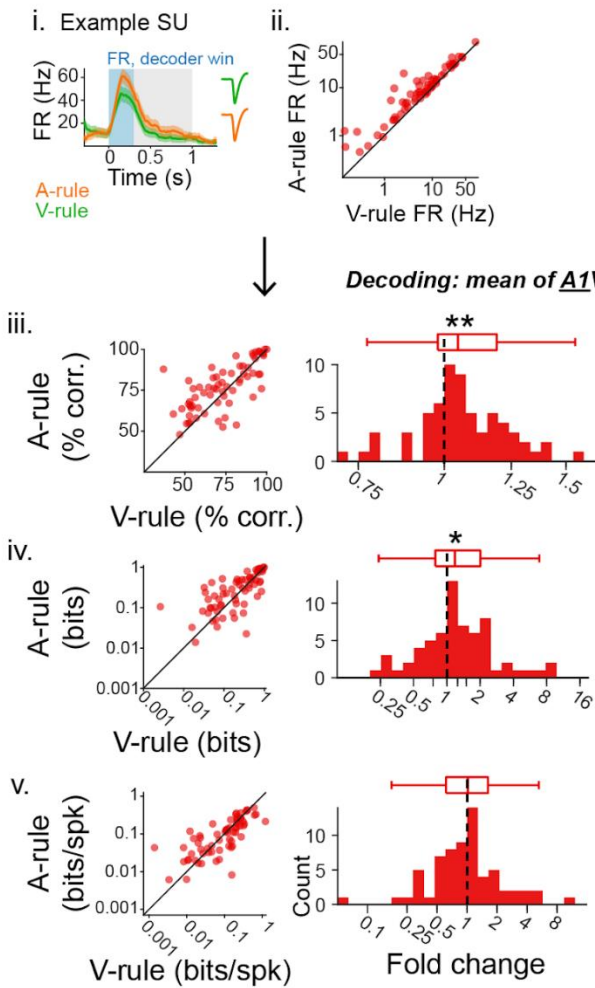 i. Example SU
FR, decoder win
FR (Hz)
60
40
20
0 0.5 1
Time (s)
A-rule
V-rule
ii.
A-rule FR (Hz)
50
10
1
1 10 50
V-rule FR (Hz)
Decoding: mean of A1V
iii.
A-rule
(% corr.)
100
75
50
50 75 100
V-rule (% corr.)
**
10
5
0
0.75 1 1.25 1.5
iv.
A-rule
(bits)
1
0.1
0.01
0.001
0.001 0.01 0.1 1
V-rule (bits)
*
10
5
0
0.25 0.5 1 2 4 8 16
v.
A-rule
(bits/spk)
1
0.1
0.01
0.001
0.001 0.01 0.1 1
V-rule (bits/spk)
Count
10
5
0
0.1 0.25 0.5 1 2 4 8
Fold change